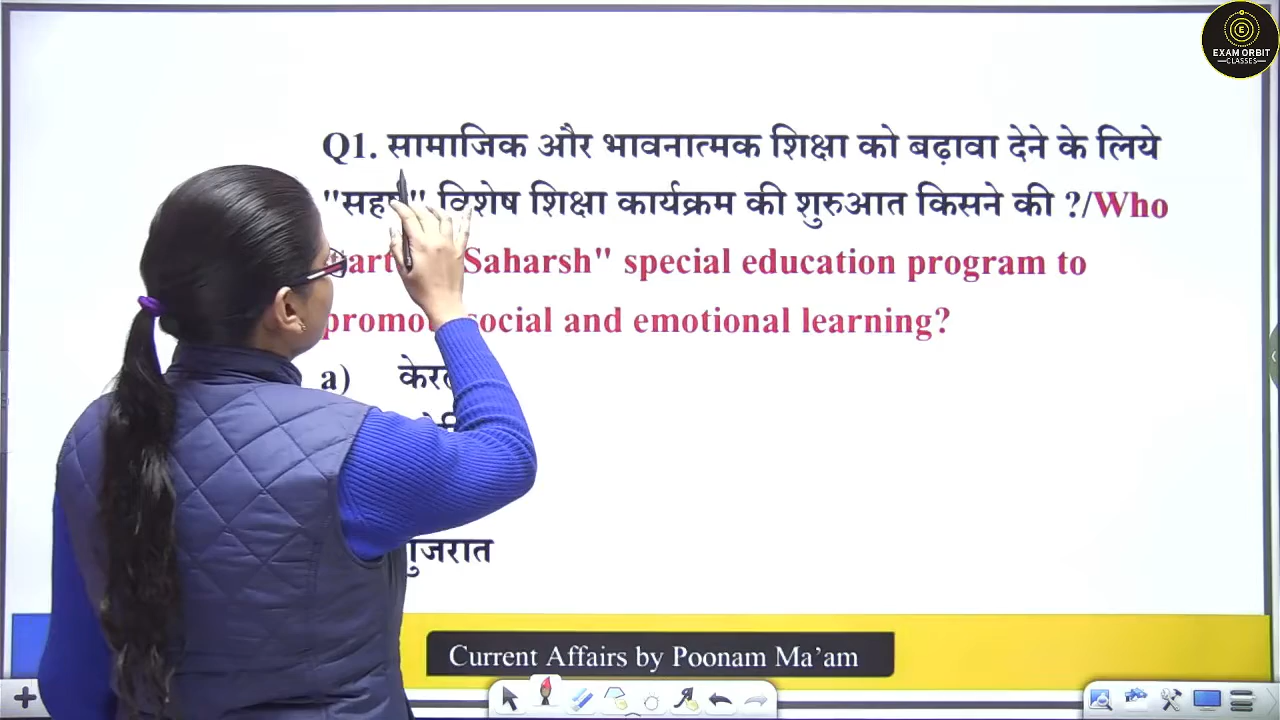 EXAM ORBIT
CLASSES
Q1. सामाजिक और भावनात्मक शिक्षा को बढ़ावा देने के लिये
विशेष शिक्षा कार्यक्रम की शुरुआत किसने की ?/Who
Saharsh" special education program to
social and emotional learning?
a)
गुजरात
Current Affairs by Poonam Ma’am